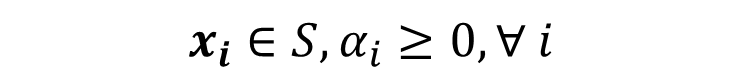 𝒙ᵢ ∈ S, αᵢ ≥ 0, ∀ i